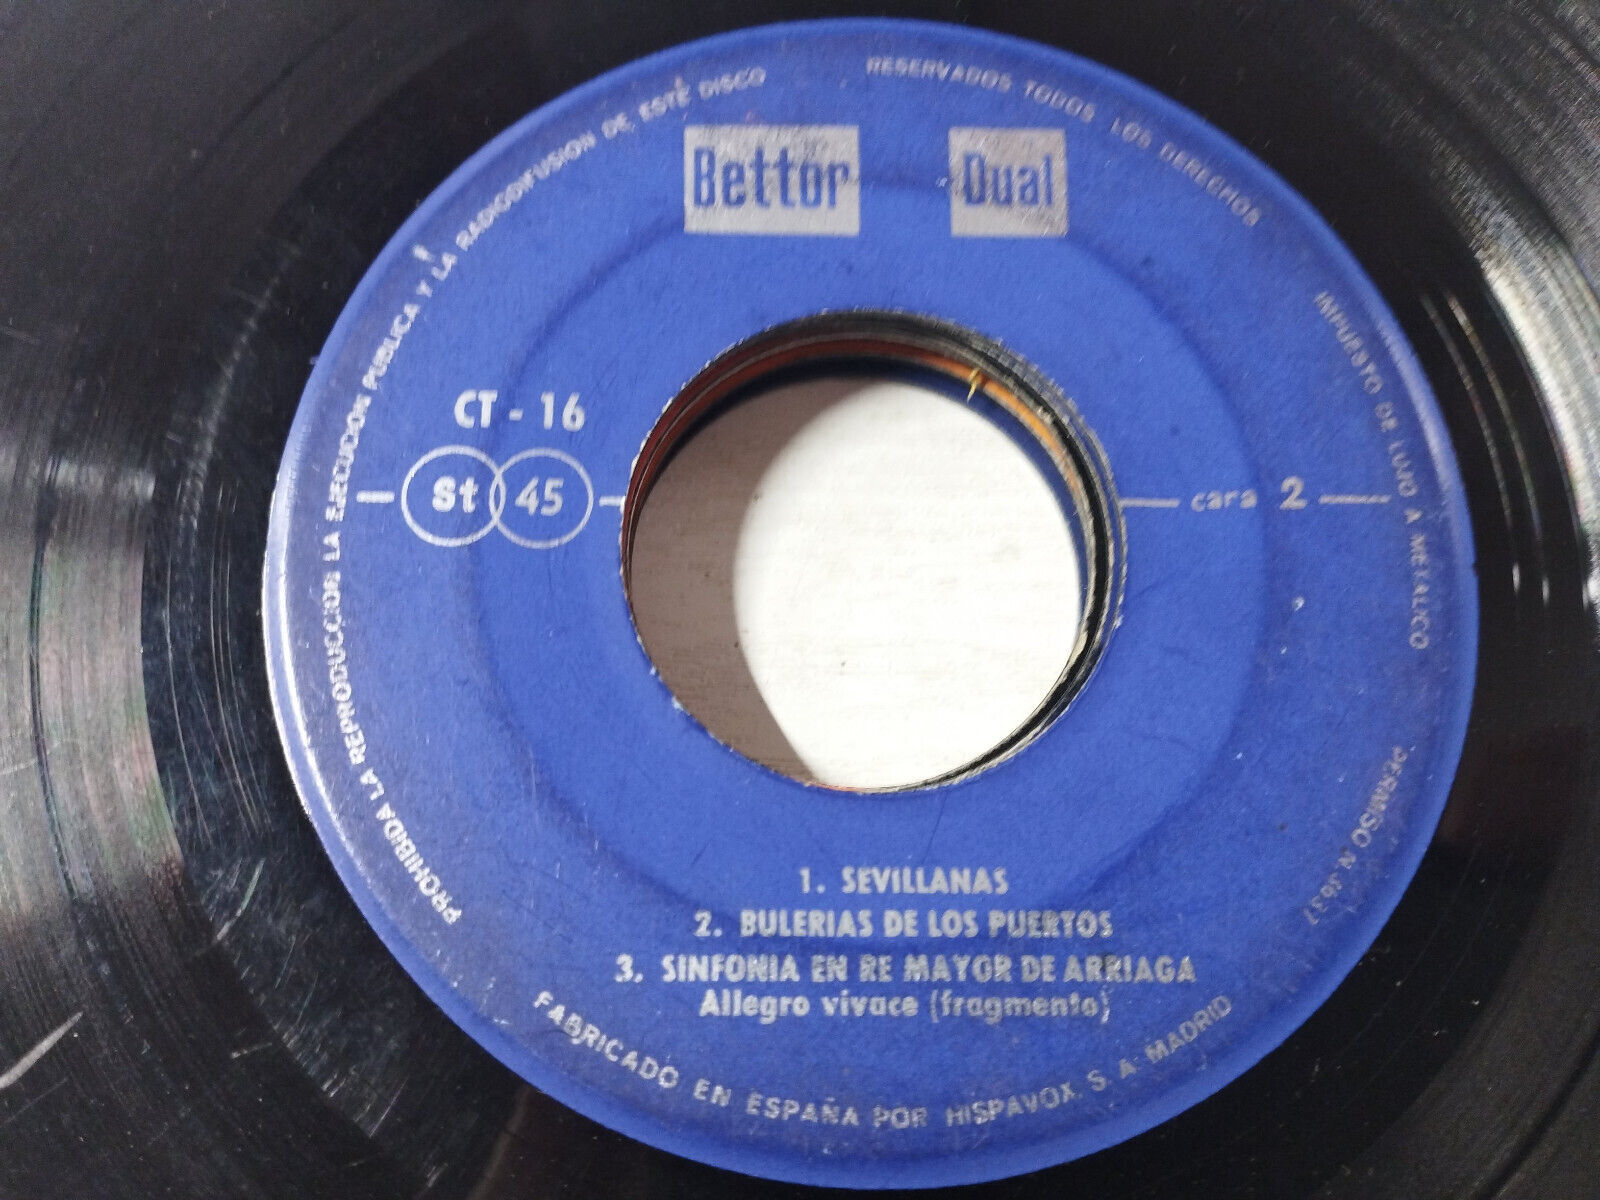 PROHIBIDA LA REPRODUCCION LA EJECUCION PUBLICA Y LA RADIODIFUSION DE ESTE DISCO
RESERVADOS TODOS LOS DERECHOS
IMPUESTO DE LUJO A METALICO
PERMISO N.
Bettor Dual
CT - 16
St 45
cara 2
1. SEVILLANAS
2. BULERIAS DE LOS PUERTOS
3. SINFONIA EN RE MAYOR DE ARRIAGA
Allegro vivace (fragmento)
FABRICADO EN ESPAÑA POR HISPAVOX, S. A. MADRID